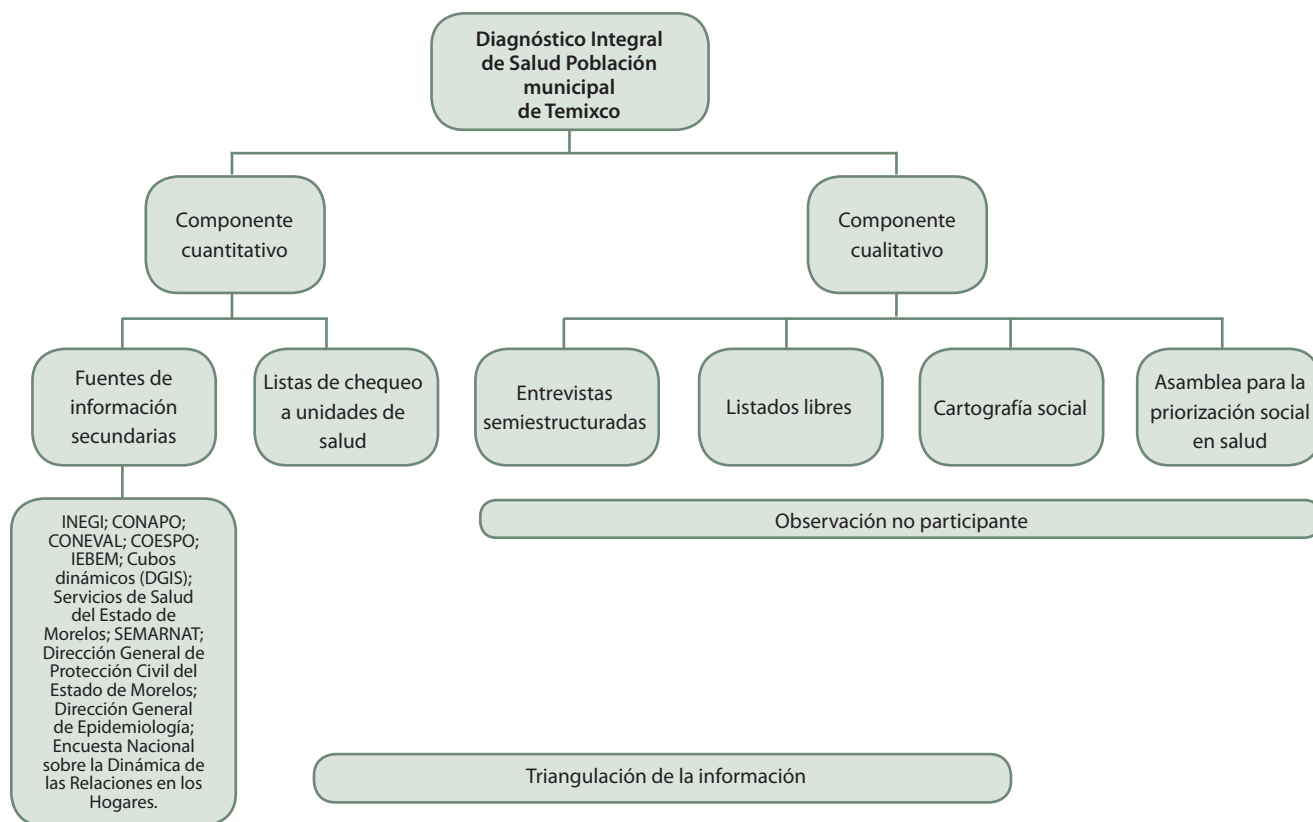 Diagnóstico Integral
de Salud Población
municipal
de Temixco
Componente
cuantitativo
Componente
cualitativo
Fuentes de
información
secundarias
Listas de chequeo
a unidades de
salud
Entrevistas
semiestructuradas
Listados libres
Cartografía social
Asamblea para la
priorización social
en salud
INEGI; CONAPO;
CONEVAL; COESPO;
IEBEM; Cubos
dinámicos (DGIS);
Servicios de Salud
del Estado de
Morelos; SEMARNAT;
Dirección General de
Protección Civil del
Estado de Morelos;
Dirección General
de Epidemiología;
Encuesta Nacional
sobre la Dinámica de
las Relaciones en los
Hogares.
Observación no participante
Triangulación de la información